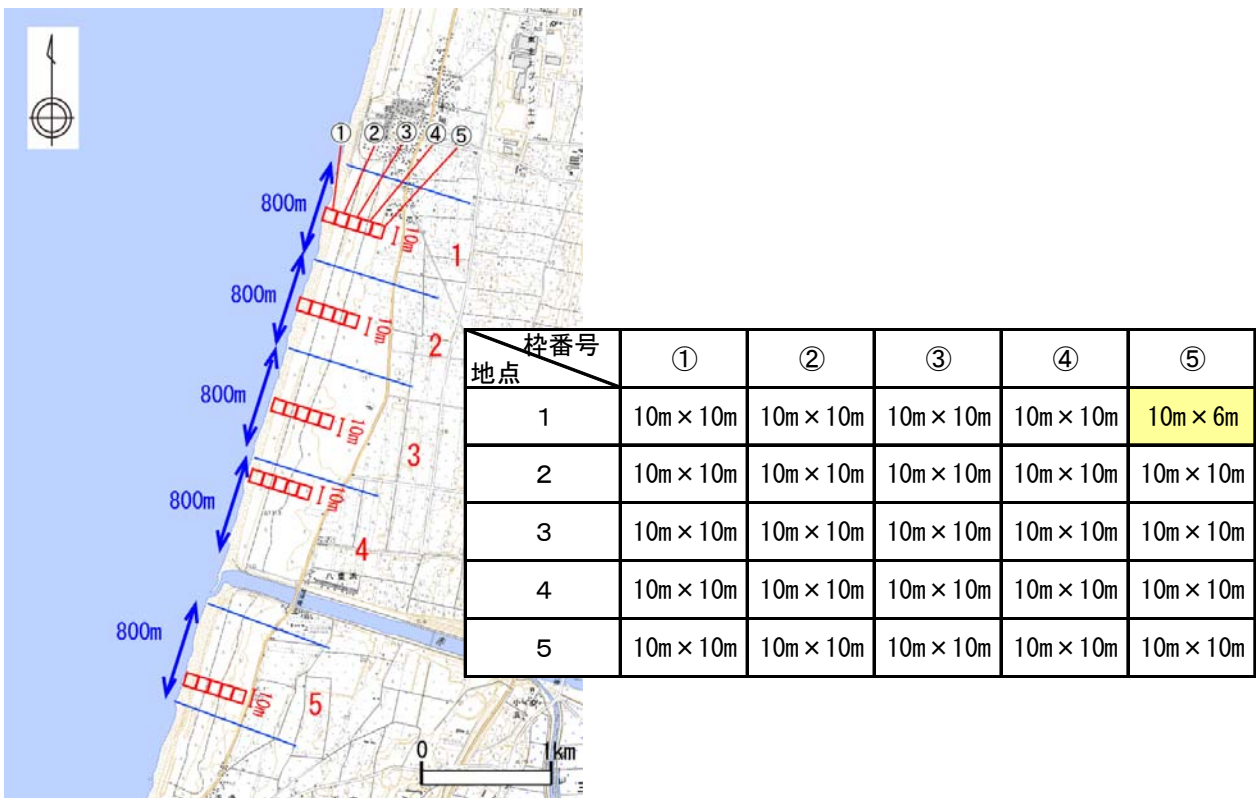 ① ② ③ ④ ⑤
800m
10m
1
800m
10m
2
800m
10m
3
800m
10m
4
八重浜
800m
10m
5
0 1km
枠番号
地点
① ② ③ ④ ⑤
1 10m×10m 10m×10m 10m×10m 10m×10m 10m×6m
2 10m×10m 10m×10m 10m×10m 10m×10m 10m×10m
3 10m×10m 10m×10m 10m×10m 10m×10m 10m×10m
4 10m×10m 10m×10m 10m×10m 10m×10m 10m×10m
5 10m×10m 10m×10m 10m×10m 10m×10m 10m×10m